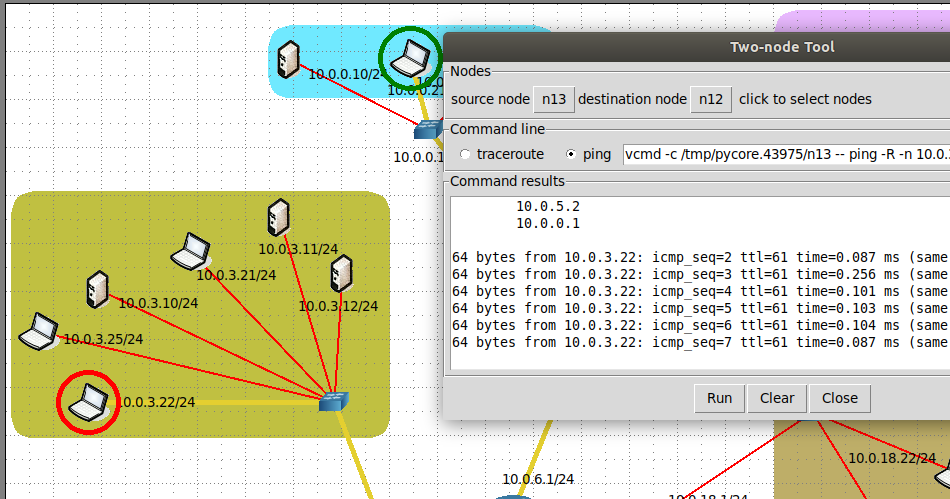 Two-node Tool
Nodes
source node n13 destination node n12 click to select nodes
Command line
traceroute ping vcmd -c /tmp/pycore.43975/n13 -- ping -R -n 10.0.
Command results
10.0.5.2
10.0.0.1
64 bytes from 10.0.3.22: icmp_seq=2 ttl=61 time=0.087 ms (same
64 bytes from 10.0.3.22: icmp_seq=3 ttl=61 time=0.256 ms (same
64 bytes from 10.0.3.22: icmp_seq=4 ttl=61 time=0.101 ms (same
64 bytes from 10.0.3.22: icmp_seq=5 ttl=61 time=0.103 ms (same
64 bytes from 10.0.3.22: icmp_seq=6 ttl=61 time=0.104 ms (same
64 bytes from 10.0.3.22: icmp_seq=7 ttl=61 time=0.087 ms (same
Run Clear Close
10.0.0.10/24
10.0.0.1
10.0.3.11/24
10.0.3.21/24
10.0.3.10/24
10.0.3.12/24
10.0.3.25/24
0.0.3.22/24
10.0.6.1/24
10.0.18.22/24
10.0.18.1/24